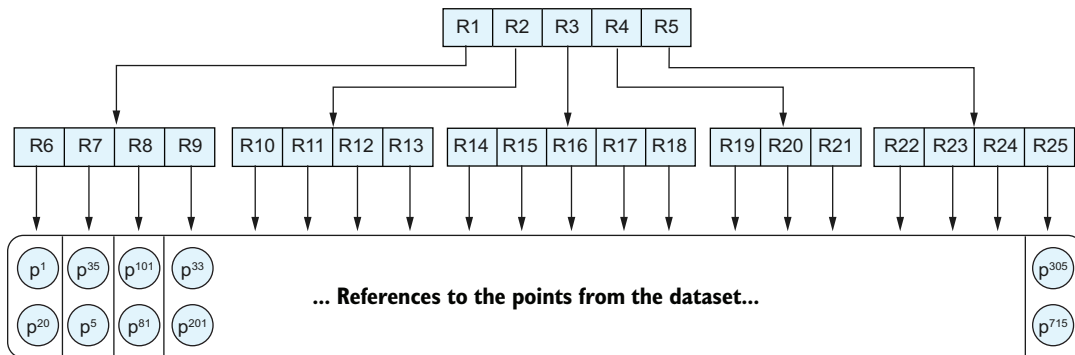 R1 R2 R3 R4 R5
R6 R7 R8 R9 R10 R11 R12 R13 R14 R15 R16 R17 R18 R19 R20 R21 R22 R23 R24 R25
p¹ p³⁵ p¹⁰¹ p³³ p³⁰⁵
... References to the points from the dataset...
p²⁰ p⁵ p⁸¹ p²⁰¹ p⁷¹⁵